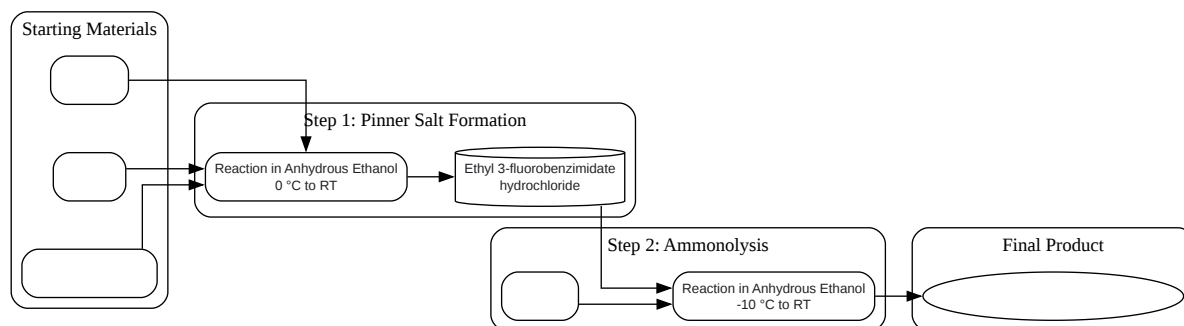 Starting Materials
Step 1: Pinner Salt Formation
Reaction in Anhydrous Ethanol
0 °C to RT
Ethyl 3-fluorobenzimidate
hydrochloride
Step 2: Ammonolysis
Reaction in Anhydrous Ethanol
-10 °C to RT
Final Product